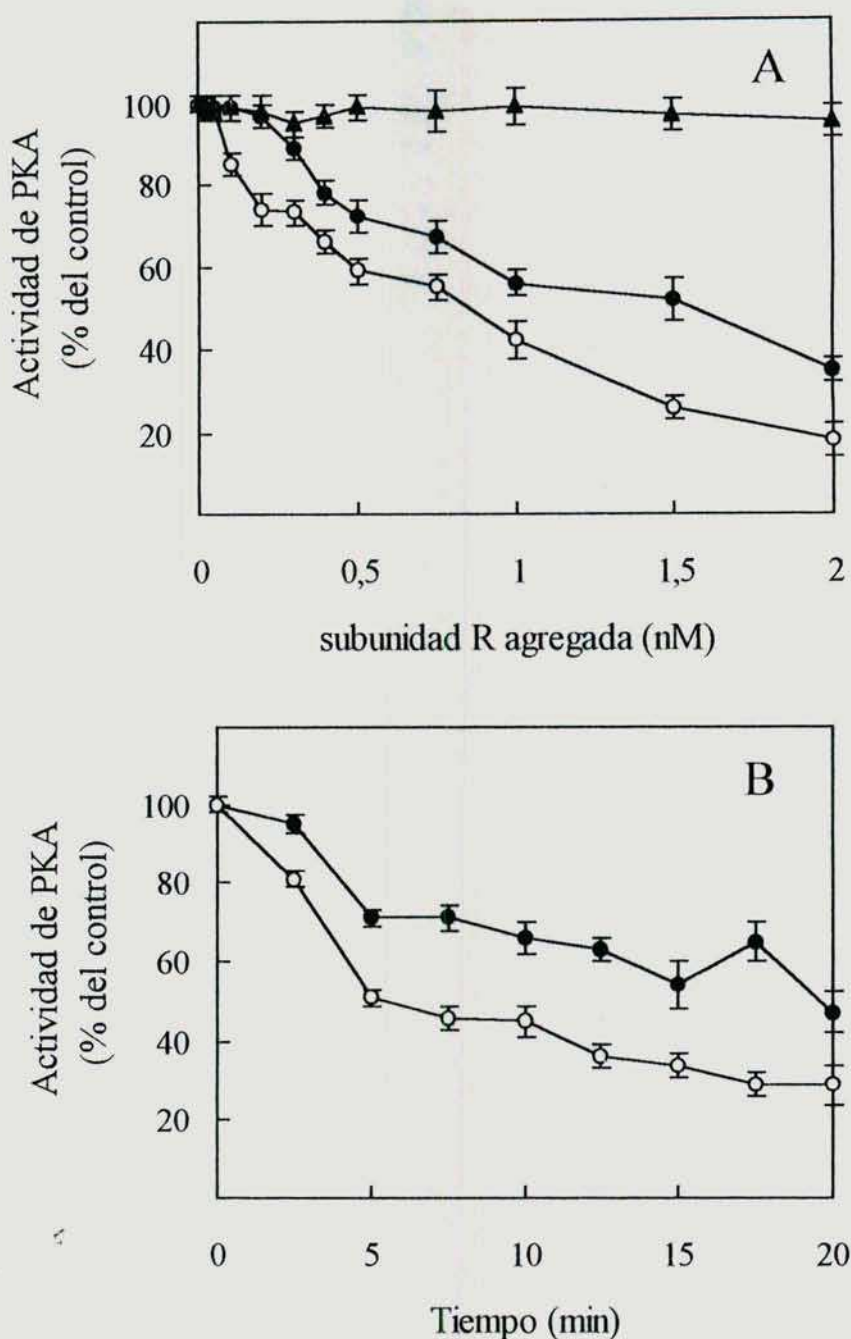 A
100
80
60
40
20
Actividad de PKA
(% del control)
0 0,5 1 1,5 2
subunidad R agregada (nM)
B
100
80
60
40
20
Actividad de PKA
(% del control)
0 5 10 15 20
Tiempo (min)